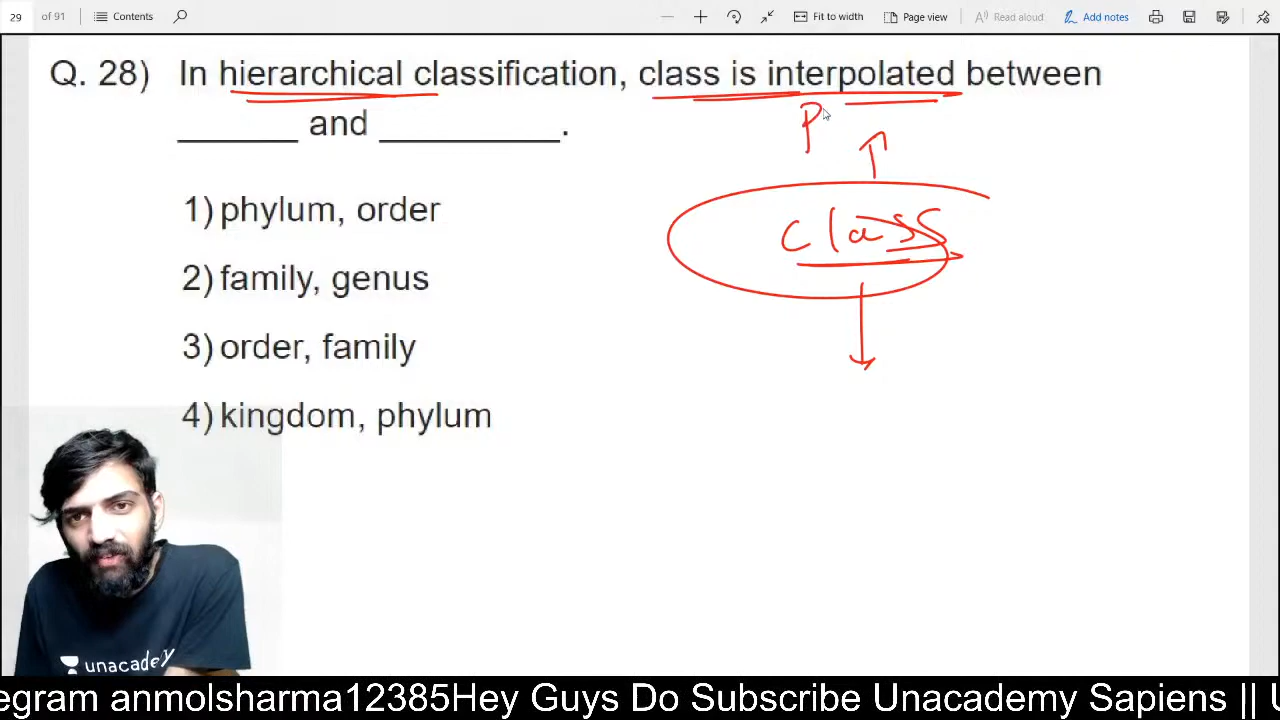 29 of 91 Contents Fit to width Page view Read aloud Add notes
Q. 28) In hierarchical classification, class is interpolated between
______ and __________.
P
1) phylum, order
class
2) family, genus
3) order, family
4) kingdom, phylum
unacademy
egram anmolsharma12385Hey Guys Do Subscribe Unacademy Sapiens || U